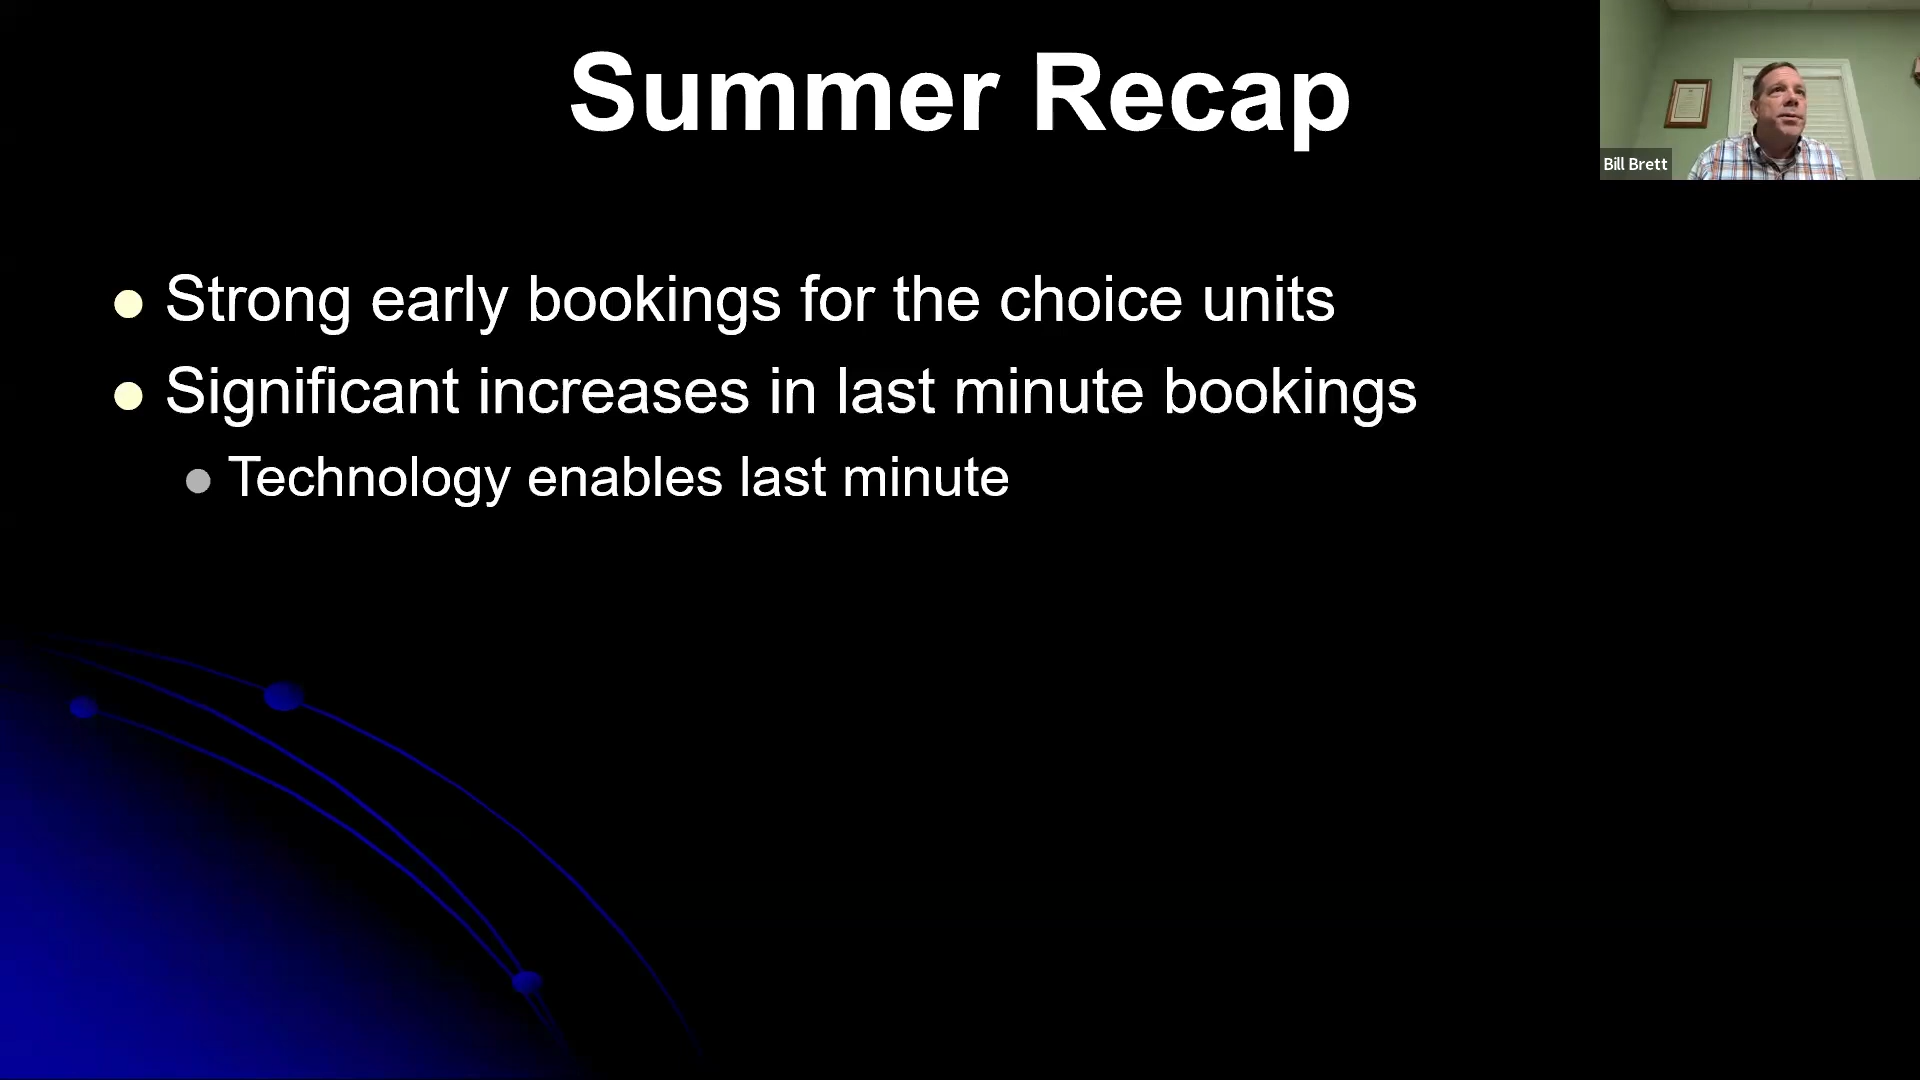 Summer Recap
Bill Brett
Strong early bookings for the choice units
Significant increases in last minute bookings
Technology enables last minute